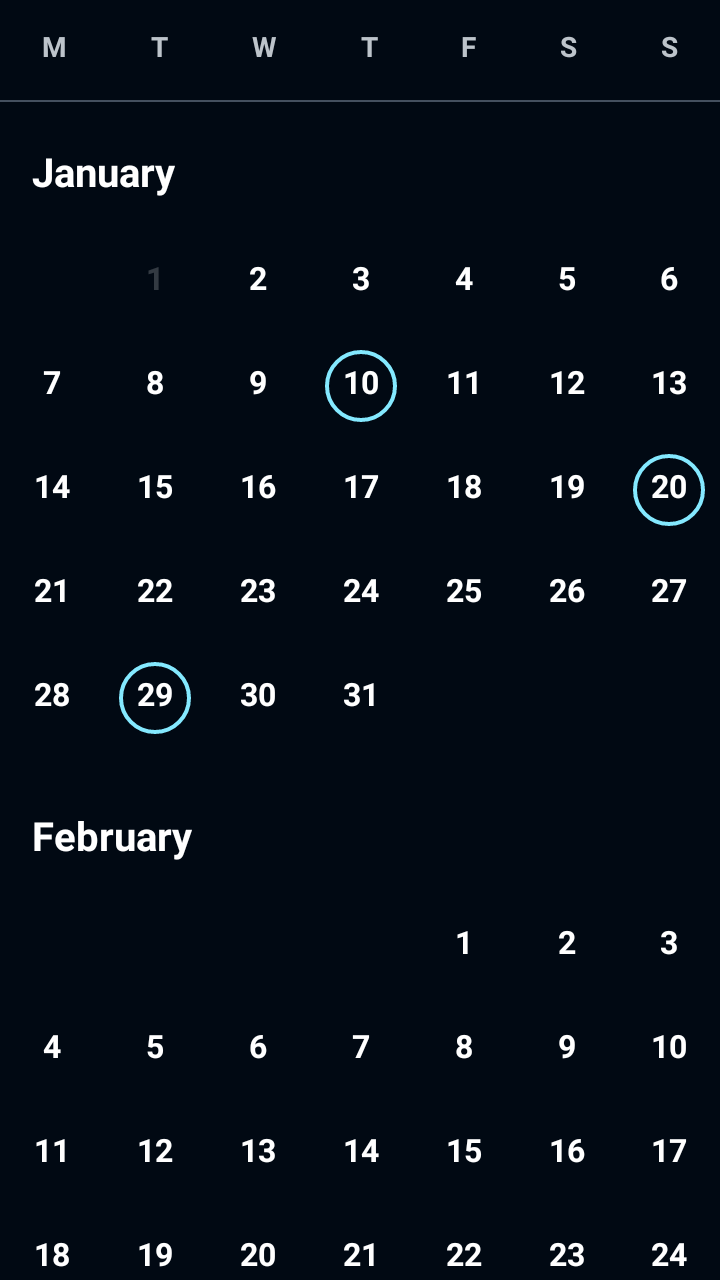 M T W T F S S
January
1 2 3 4 5 6
7 8 9 10 11 12 13
14 15 16 17 18 19 20
21 22 23 24 25 26 27
28 29 30 31
February
1 2 3
4 5 6 7 8 9 10
11 12 13 14 15 16 17
18 19 20 21 22 23 24